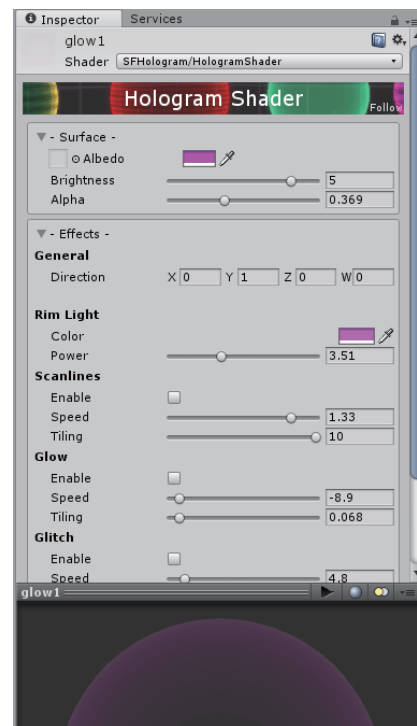 Inspector Services
glow1
Shader SFHologram/HologramShader
Hologram Shader
Follow
- Surface -
Albedo
Brightness 5
Alpha 0.369
- Effects -
General
Direction X 0 Y 1 Z 0 W 0
Rim Light
Color
Power 3.51
Scanlines
Enable
Speed 1.33
Tiling 10
Glow
Enable
Speed -8.9
Tiling 0.068
Glitch
Enable
Speed 4.8
glow1